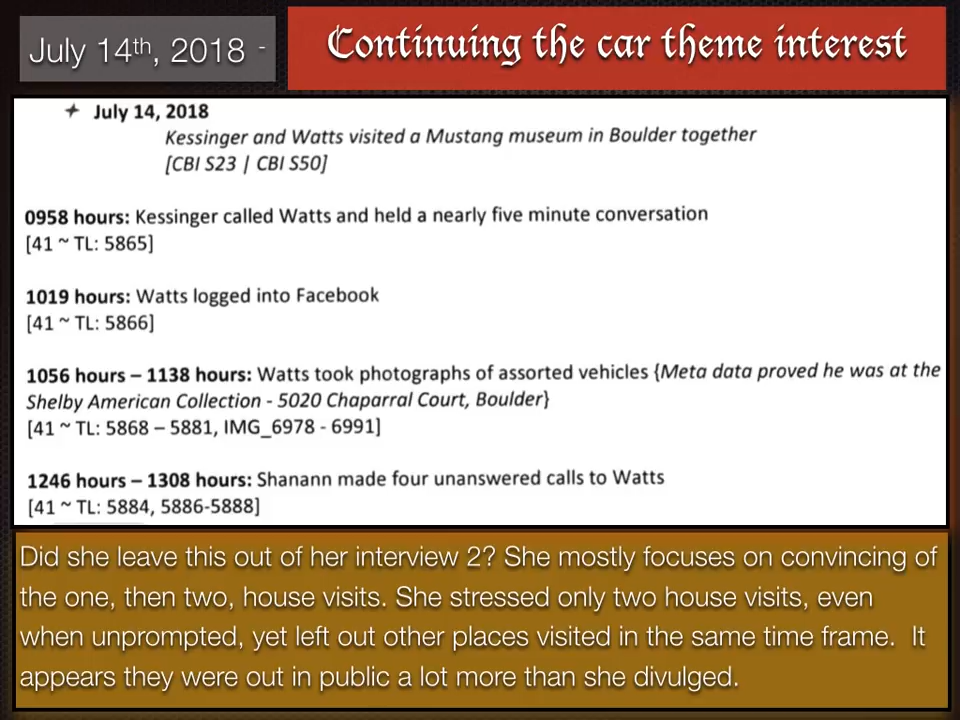 July 14th, 2018 -
Continuing the car theme interest
+ July 14, 2018
Kessinger and Watts visited a Mustang museum in Boulder together
[CBI S23 | CBI S50]
0958 hours: Kessinger called Watts and held a nearly five minute conversation
[41 ~ TL: 5865]
1019 hours: Watts logged into Facebook
[41 ~ TL: 5866]
1056 hours – 1138 hours: Watts took photographs of assorted vehicles {Meta data proved he was at the
Shelby American Collection - 5020 Chaparral Court, Boulder}
[41 ~ TL: 5868 – 5881, IMG_6978 - 6991]
1246 hours – 1308 hours: Shanann made four unanswered calls to Watts
[41 ~ TL: 5884, 5886-5888]
Did she leave this out of her interview 2? She mostly focuses on convincing of
the one, then two, house visits. She stressed only two house visits, even
when unprompted, yet left out other places visited in the same time frame.  It
appears they were out in public a lot more than she divulged.